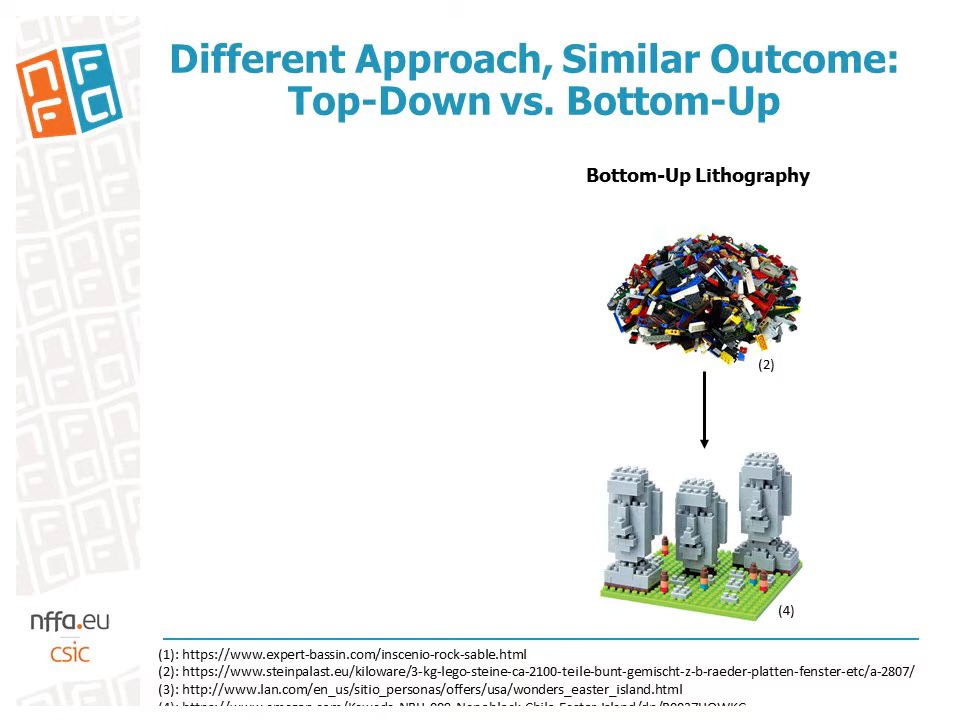 Different Approach, Similar Outcome:
Top-Down vs. Bottom-Up
Bottom-Up Lithography
(2)
(4)
nffa.eu
csic
(1): https://www.expert-bassin.com/inscenio-rock-sable.html
(2): https://www.steinpalast.eu/kiloware/3-kg-lego-steine-ca-2100-teile-bunt-gemischt-z-b-raeder-platten-fenster-etc/a-2807/
(3): http://www.lan.com/en_us/sitio_personas/offers/usa/wonders_easter_island.html